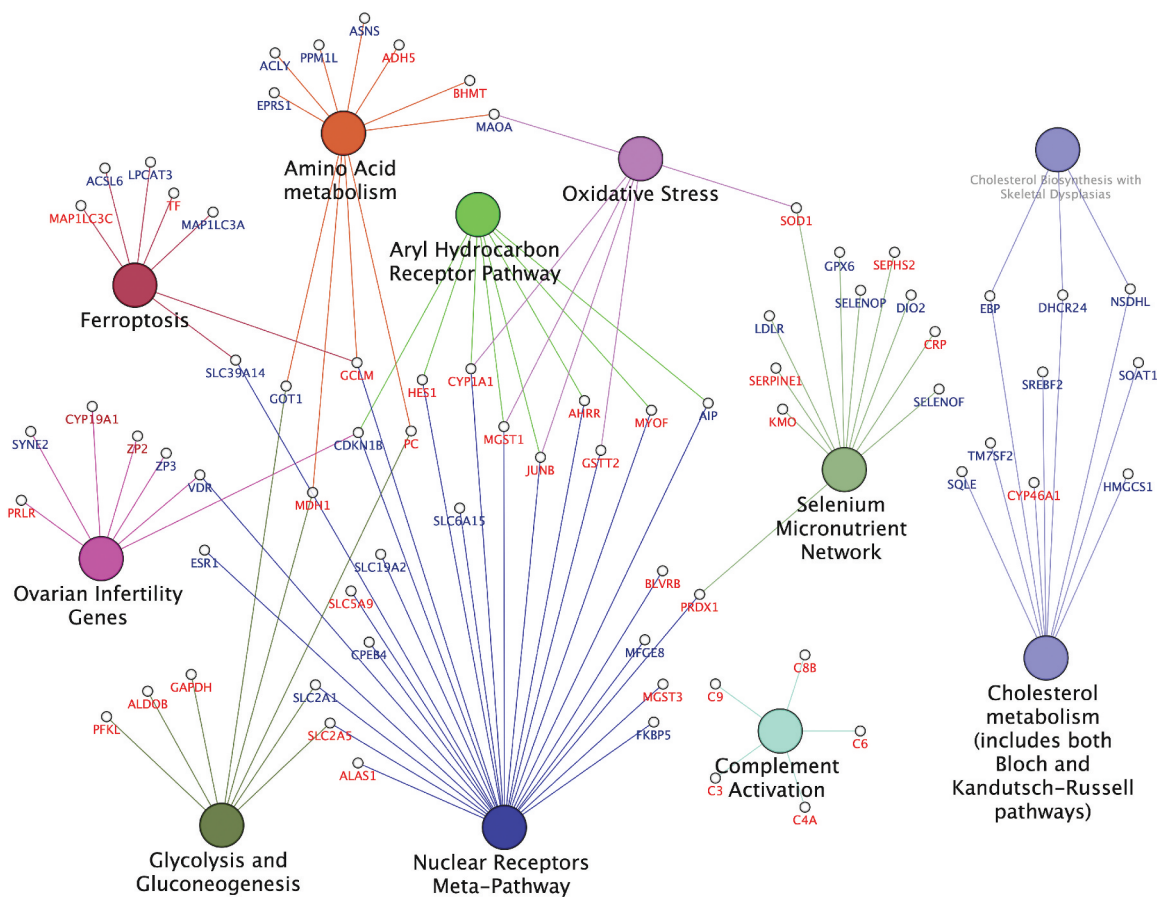 ASNS
PPM1L
ADH5
ACLY
BHMT
EPRS1
MAOA
Amino Acid
metabolism
Oxidative Stress
Cholesterol Biosynthesis with
Skeletal Dysplasias
LPCAT3
ACSL6
TF
MAP1LC3C
MAP1LC3A
Aryl Hydrocarbon
Receptor Pathway
SOD1
GPX6
SEPHS2
SELENOP
DIO2
EBP
DHCR24
NSDHL
Ferroptosis
LDLR
CRP
SLC39A14
GCLM
GOT1
HES1
CYP1A1
SERPINE1
KMO
SELENOF
SREBF2
SOAT1
CYP19A1
SYNE2
ZP2
ZP3
VDR
CDKN1B
PC
MGST1
AHRR
MYOF
AIP
JUNB
GSTT2
TM7SF2
SQLE
CYP46A1
HMGCS1
PRLR
MDN1
SLC6A15
Selenium
Micronutrient
Network
ESR1
SLC19A2
Ovarian Infertility
Genes
SLC5A9
BLVRB
PRDX1
CPEB4
MFGE8
C8B
C9
Cholesterol
metabolism
(includes both
Bloch and
Kandutsch-Russell
pathways)
GAPDH
ALDOB
PFKL
SLC2A1
SLC2A5
MGST3
FKBP5
C6
ALAS1
Complement
Activation
C3
C4A
Glycolysis and
Gluconeogenesis
Nuclear Receptors
Meta-Pathway